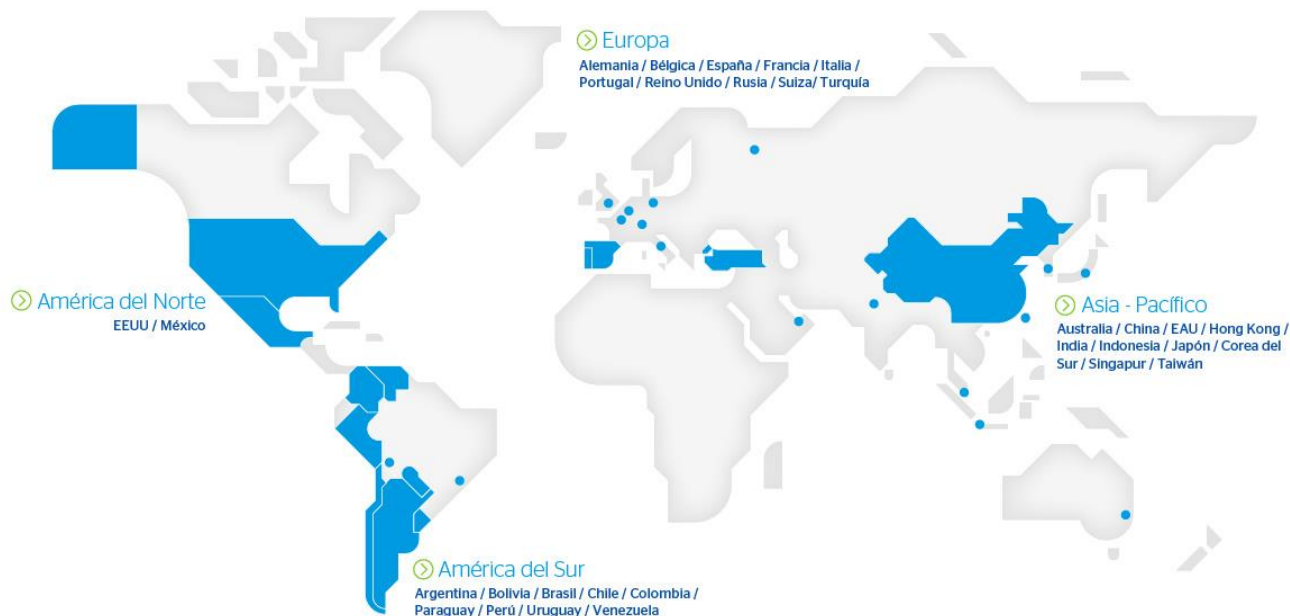 Europa
Alemania / Bélgica / España / Francia / Italia /
Portugal / Reino Unido / Rusia / Suiza/ Turquía
América del Norte
EEUU / México
Asia - Pacífico
Australia / China / EAU / Hong Kong /
India / Indonesia / Japón / Corea del
Sur / Singapur / Taiwán
América del Sur
Argentina / Bolivia / Brasil / Chile / Colombia /
Paraguay / Perú / Uruguay / Venezuela